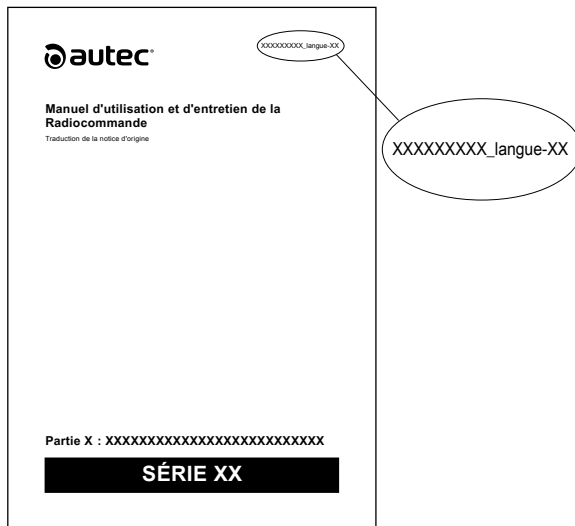 autec
XXXXXXXXX_langue-XX
Manuel d'utilisation et d'entretien de la
Radiocommande
Traduction de la notice d'origine
XXXXXXXXX_langue-XX
Partie X : XXXXXXXXXXXXXXXXXXXXXXXXXX
SÉRIE XX